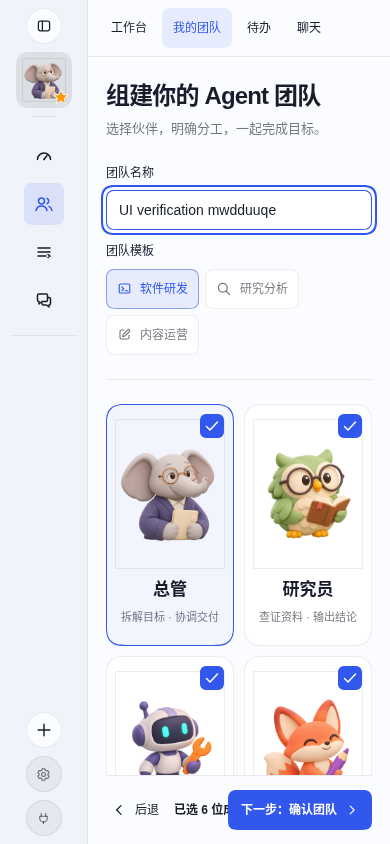 工作台 我的团队 待办 聊天
组建你的 Agent 团队
选择伙伴，明确分工，一起完成目标。
团队名称
UI verification mwdduuqe
团队模板
软件研发 研究分析
内容运营
总管 研究员
拆解目标 · 协调交付 查证资料 · 输出结论
后退 已选 6 位 下一步：确认团队